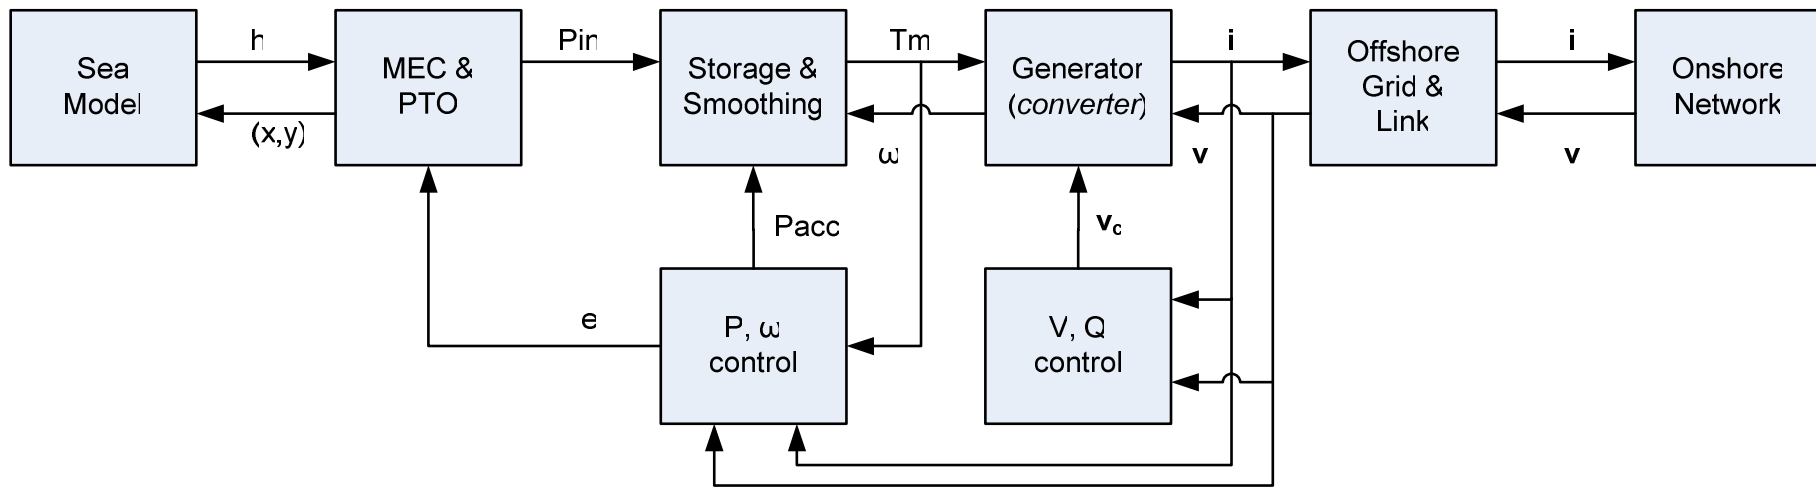 Sea
Model
h
(x,y)
MEC &
PTO
Pin
Storage &
Smoothing
Tm
ω
Generator
(converter)
i
v
Offshore
Grid &
Link
i
v
Onshore
Network
Pacc
vc
e
P, ω
control
V, Q
control